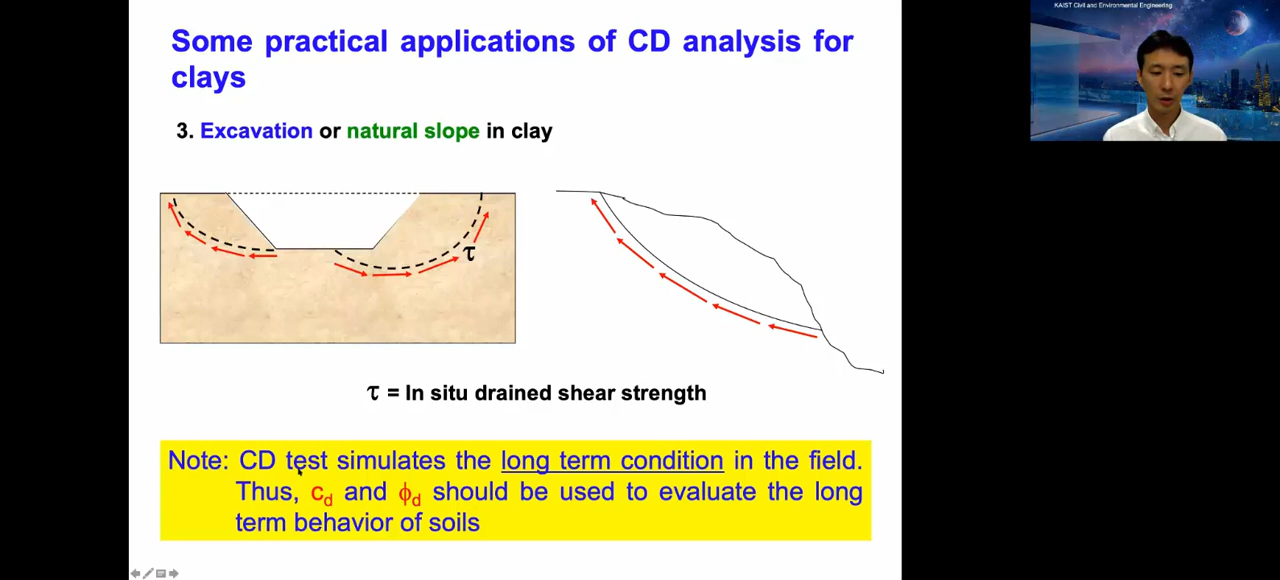 KAIST Civil and Environmental Engineering
Some practical applications of CD analysis for
clays
3. Excavation or natural slope in clay
τ
τ = In situ drained shear strength
Note: CD test simulates the long term condition in the field.
Thus, cd and ϕd should be used to evaluate the long
term behavior of soils